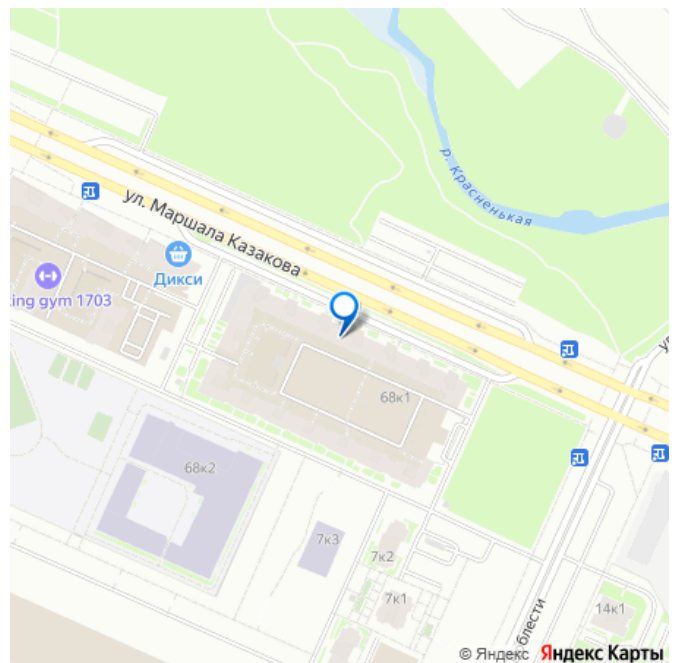 р. Красненькая
ул. Маршала Казакова
Дикси
ing gym 1703
68к1
68к2
7к3
7к2
7к1
14к1
блести
© Яндекс Яндекс Карты